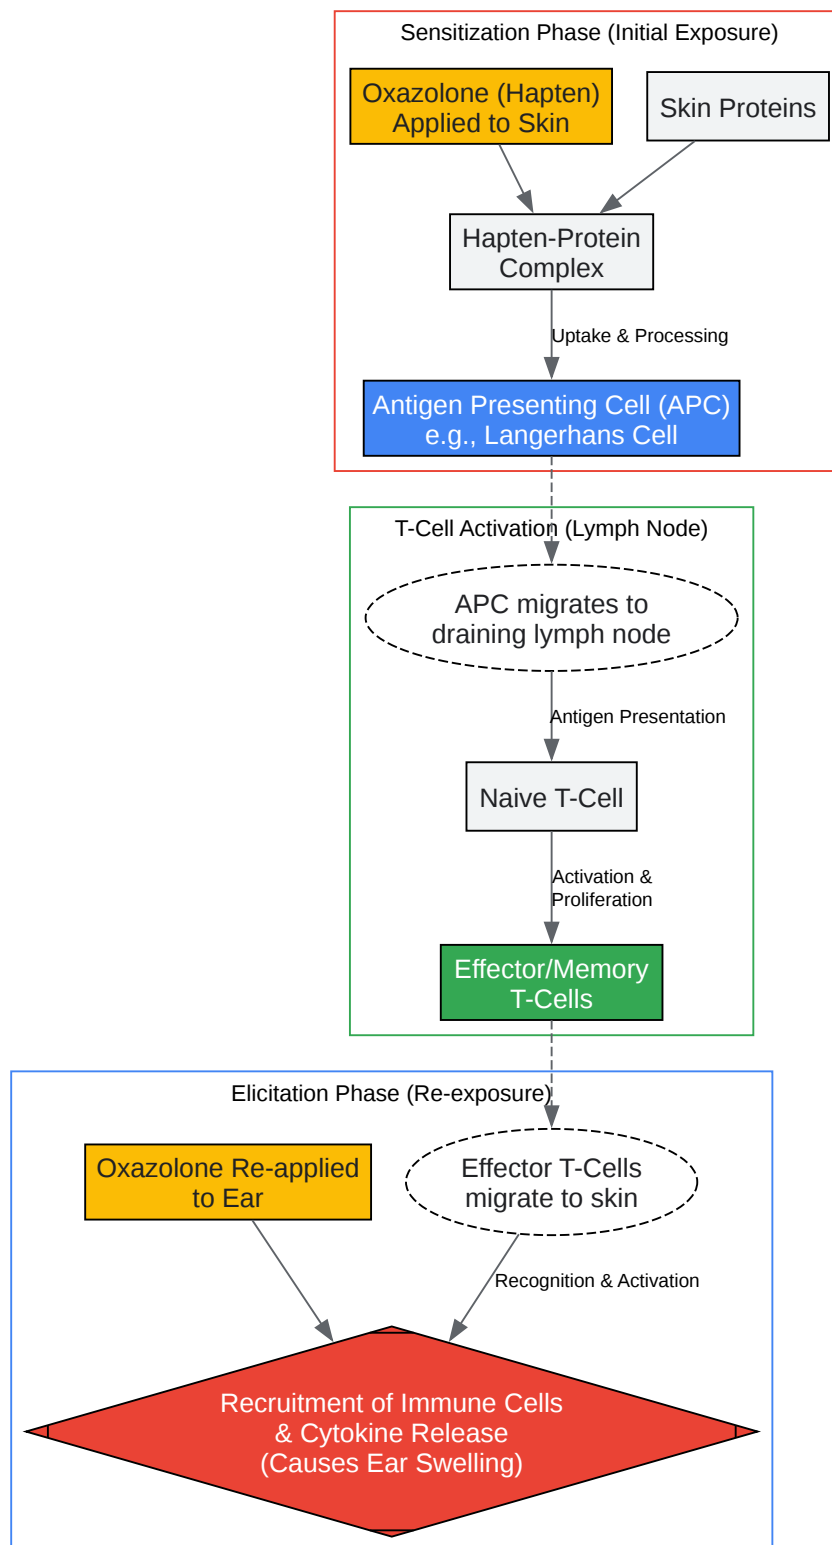 Sensitization Phase (Initial Exposure)
Oxazolone (Hapten)
Applied to Skin
Skin Proteins
Hapten-Protein
Complex
Uptake & Processing
Antigen Presenting Cell (APC)
e.g., Langerhans Cell
T-Cell Activation (Lymph Node)
APC migrates to
draining lymph node
Antigen Presentation
Naive T-Cell
Activation &
Proliferation
Effector/Memory
T-Cells
Elicitation Phase (Re-exposure)
Oxazolone Re-applied
to Ear
Effector T-Cells
migrate to skin
Recognition & Activation
Recruitment of Immune Cells
& Cytokine Release
(Causes Ear Swelling)